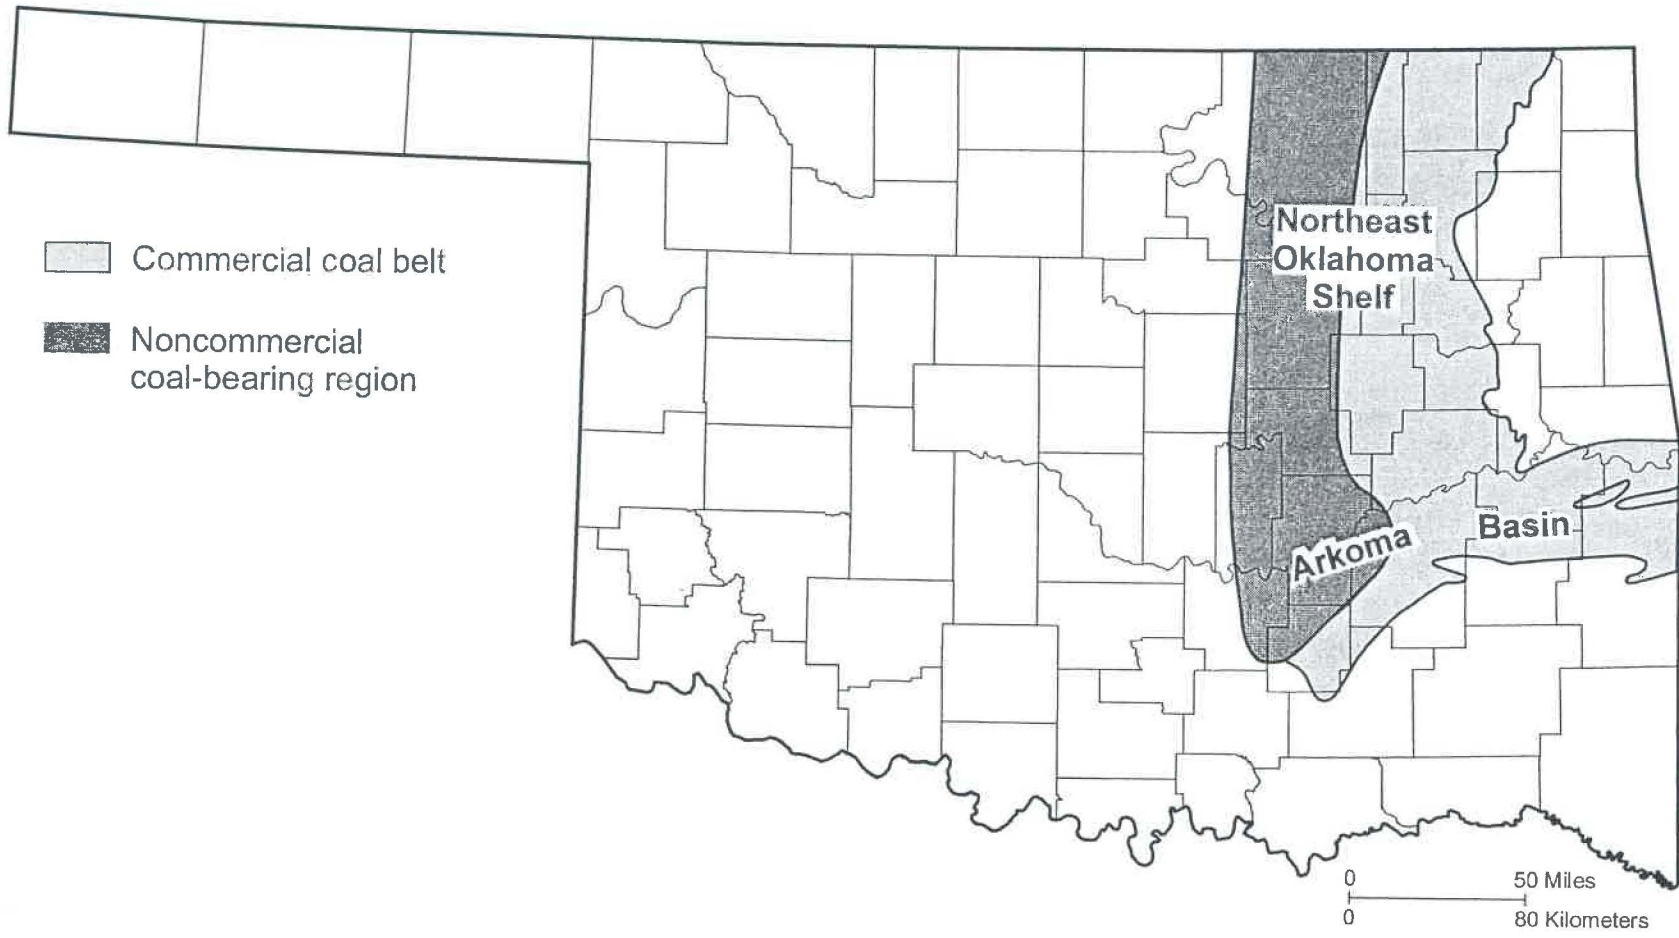 Commercial coal belt
Noncommercial
coal-bearing region
Northeast
Oklahoma
Shelf
Arkoma
Basin
0
50 Miles
0
80 Kilometers